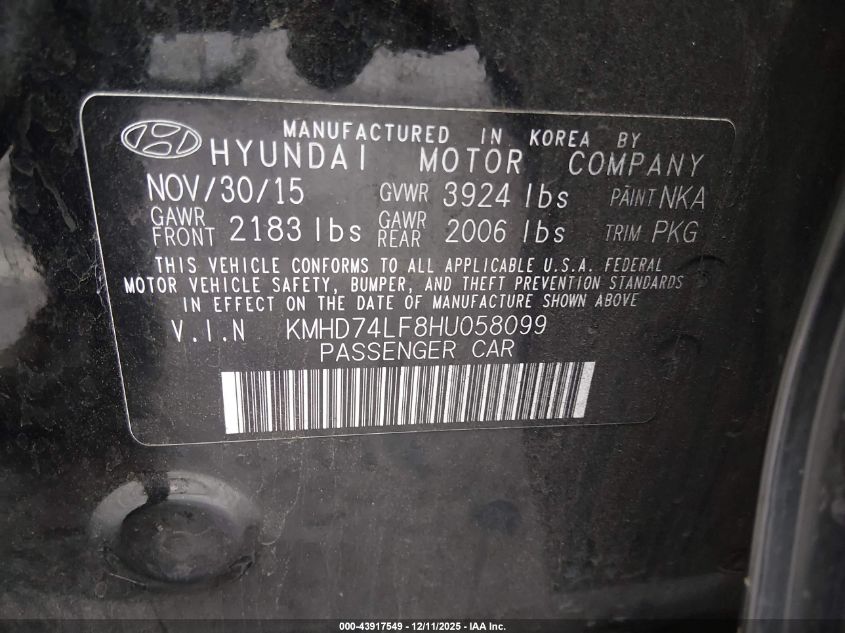 MANUFACTURED IN KOREA BY
HYUNDAI MOTOR COMPANY
NOV/30/15 GVWR 3924 lbs PAINT NKA
GAWR FRONT 2183 lbs GAWR REAR 2006 lbs TRIM PKG
THIS VEHICLE CONFORMS TO ALL APPLICABLE U.S.A. FEDERAL
MOTOR VEHICLE SAFETY, BUMPER, AND THEFT PREVENTION STANDARDS
IN EFFECT ON THE DATE OF MANUFACTURE SHOWN ABOVE
V.I.N KMHD74LF8HU058099
PASSENGER CAR
000-43917549 - 12/11/2025 - IAA Inc.